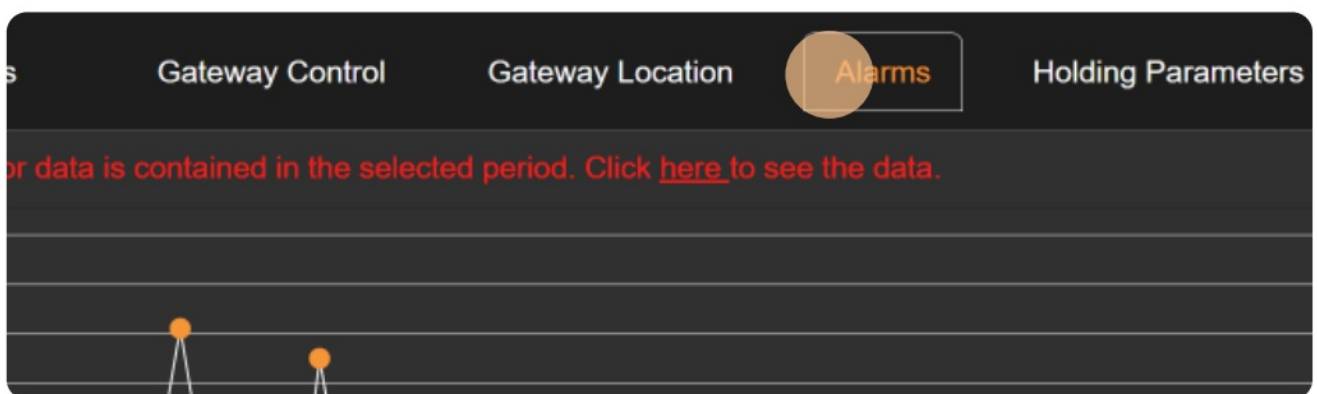 s Gateway Control Gateway Location Alarms Holding Parameters
or data is contained in the selected period. Click here to see the data.